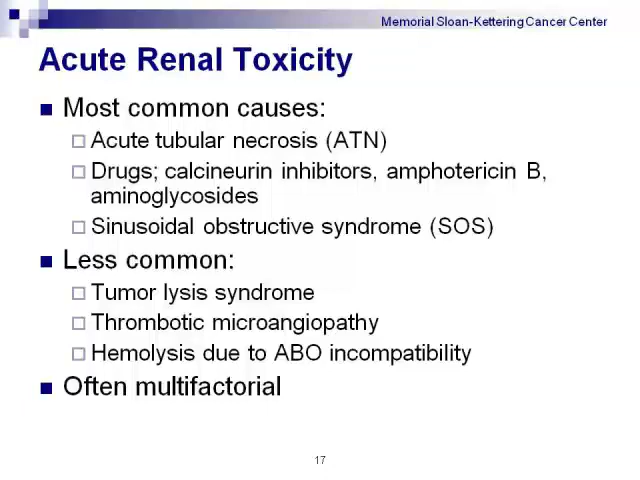 Memorial Sloan-Kettering Cancer Center
Acute Renal Toxicity
Most common causes:
Acute tubular necrosis (ATN)
Drugs; calcineurin inhibitors, amphotericin B,
aminoglycosides
Sinusoidal obstructive syndrome (SOS)
Less common:
Tumor lysis syndrome
Thrombotic microangiopathy
Hemolysis due to ABO incompatibility
Often multifactorial
17